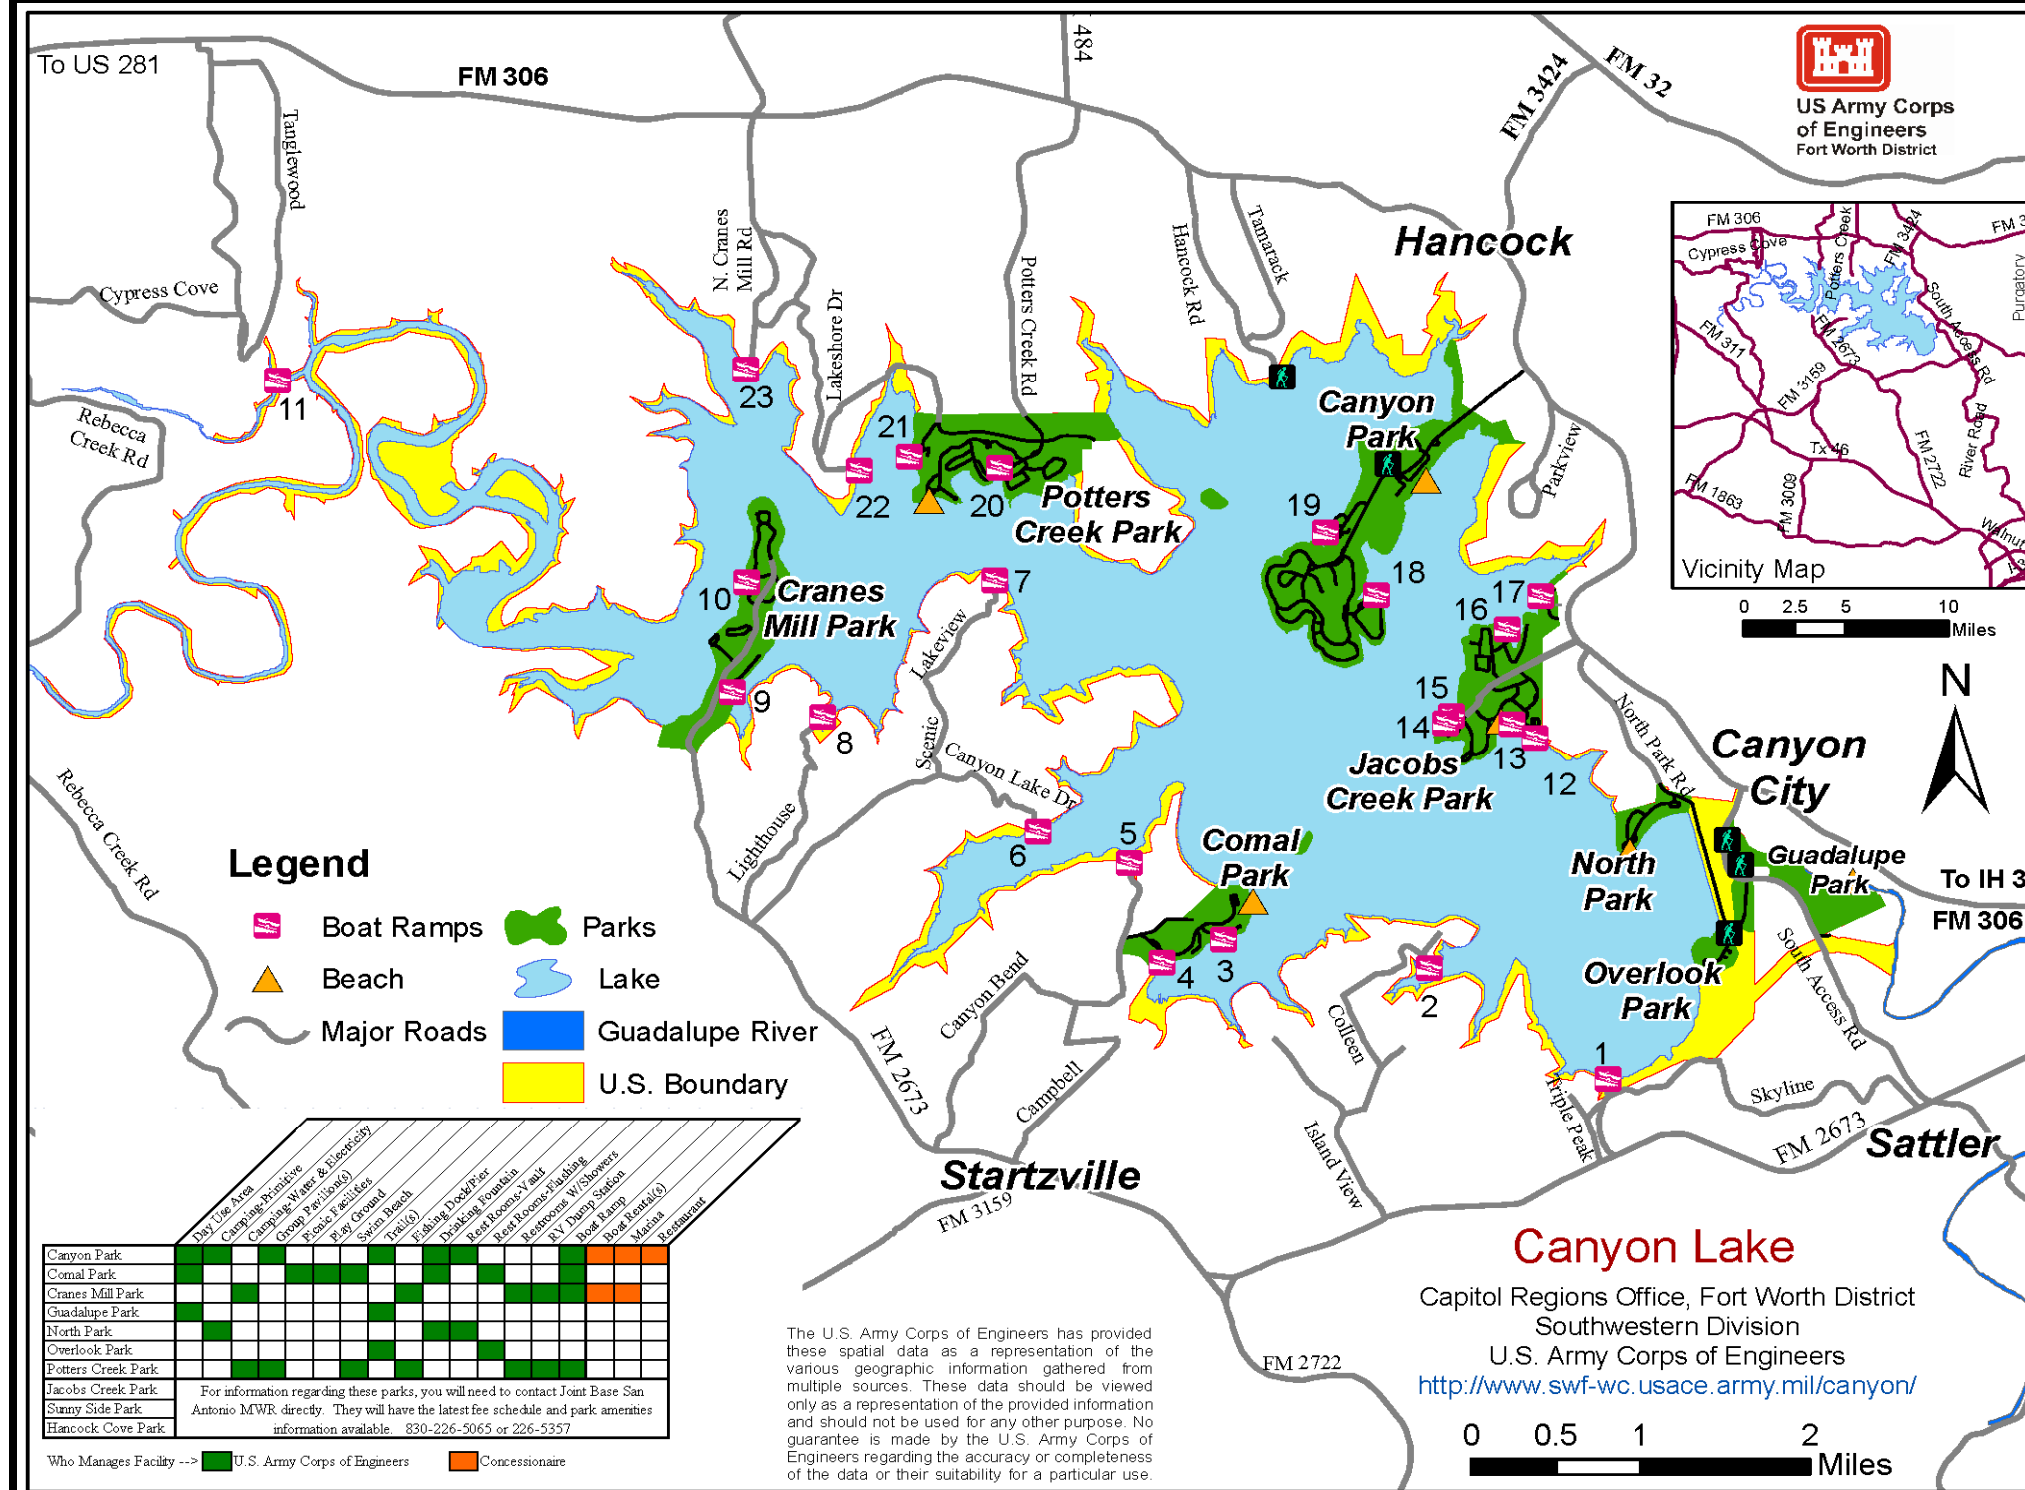 To US 281
FM 306
484
FM 3424
FM 32
US Army Corps
of Engineers
Fort Worth District
Tanglewood
Cypress Cove
N. Cranes
Mill Rd
Lakeshore Dr
Potters Creek Rd
Hancock Rd
Tamarack
Hancock
Parkview
Rebecca
Creek Rd
11
23
21
22
20
Potters
Creek Park
Canyon
Park
19
18
17
16
15
14
13
12
Jacobs
Creek Park
10
Cranes
Mill Park
9
8
7
Lakeview
Scenic
Canyon Lake Dr
Lighthouse
6
5
Comal
Park
4
3
2
1
North Park Rd
Canyon
City
North
Park
Guadalupe
Park
Overlook
Park
To IH 3
FM 306
South Access Rd
Rebecca Creek Rd
Canyon Bend
Campbell
Colleen
Island View
Triple Peak
Skyline
FM 2673
FM 2673
Sattler
Startzville
FM 3159
FM 2722
FM 306
FM 3
Cypress Cove
Potters Creek
FM 3424
Purgatory
South Access Rd
FM 311
FM 2673
FM 3159
Tx-46
FM 2722
River Road
FM 1863
FM 3009
Walnut
Vicinity Map
0 2.5 5 10
Miles
N
Legend
Boat Ramps
Parks
Beach
Lake
Major Roads
Guadalupe River
U.S. Boundary
Day Use Area
Camping-Primitive
Camping-Water & Electricity
Group Pavilion(s)
Picnic Facilities
Play Ground
Swim Beach
Trail(s)
Fishing Dock/Pier
Drinking Fountain
Rest Rooms-Vault
Rest Rooms-Flushing
Restrooms W/Showers
RV Dump Station
Boat Ramp
Boat Rental(s)
Marina
Restaurant
Canyon Park
Comal Park
Cranes Mill Park
Guadalupe Park
North Park
Overlook Park
Potters Creek Park
Jacobs Creek Park
Sunny Side Park
Hancock Cove Park
For information regarding these parks, you will need to contact Joint Base San
Antonio MWR directly. They will have the latest fee schedule and park amenities
information available. 830-226-5065 or 226-5357
Who Manages Facility --> U.S. Army Corps of Engineers Concessionaire
The U.S. Army Corps of Engineers has provided
these spatial data as a representation of the
various geographic information gathered from
multiple sources. These data should be viewed
only as a representation of the provided information
and should not be used for any other purpose. No
guarantee is made by the U.S. Army Corps of
Engineers regarding the accuracy or completeness
of the data or their suitability for a particular use.
Canyon Lake
Capitol Regions Office, Fort Worth District
Southwestern Division
U.S. Army Corps of Engineers
http://www.swf-wc.usace.army.mil/canyon/
0 0.5 1 2
Miles